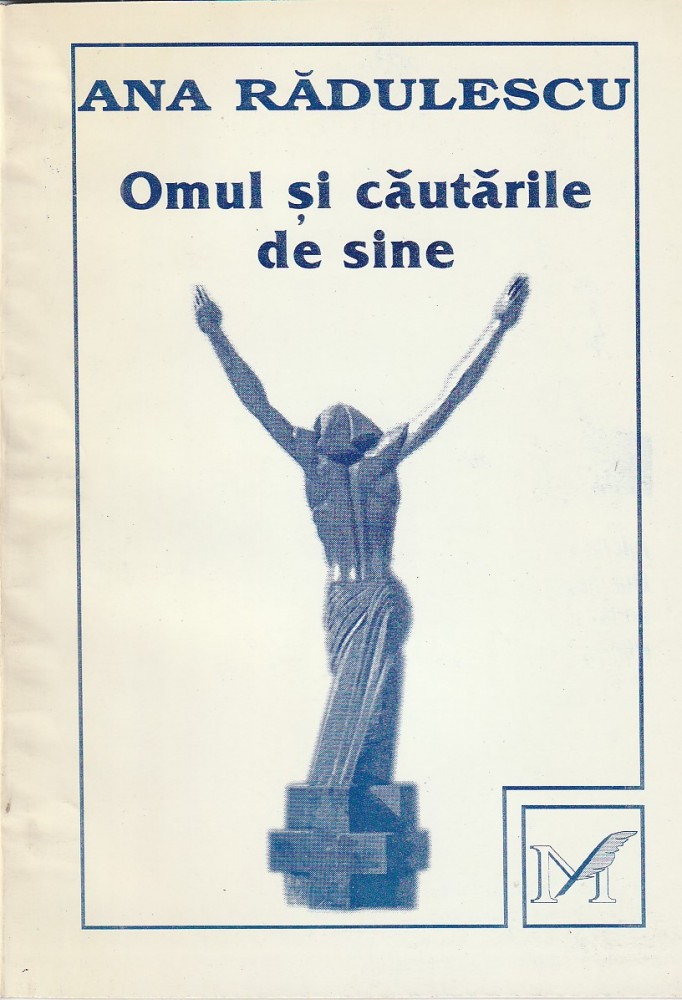 ANA RĂDULESCU
Omul și căutările
de sine
M